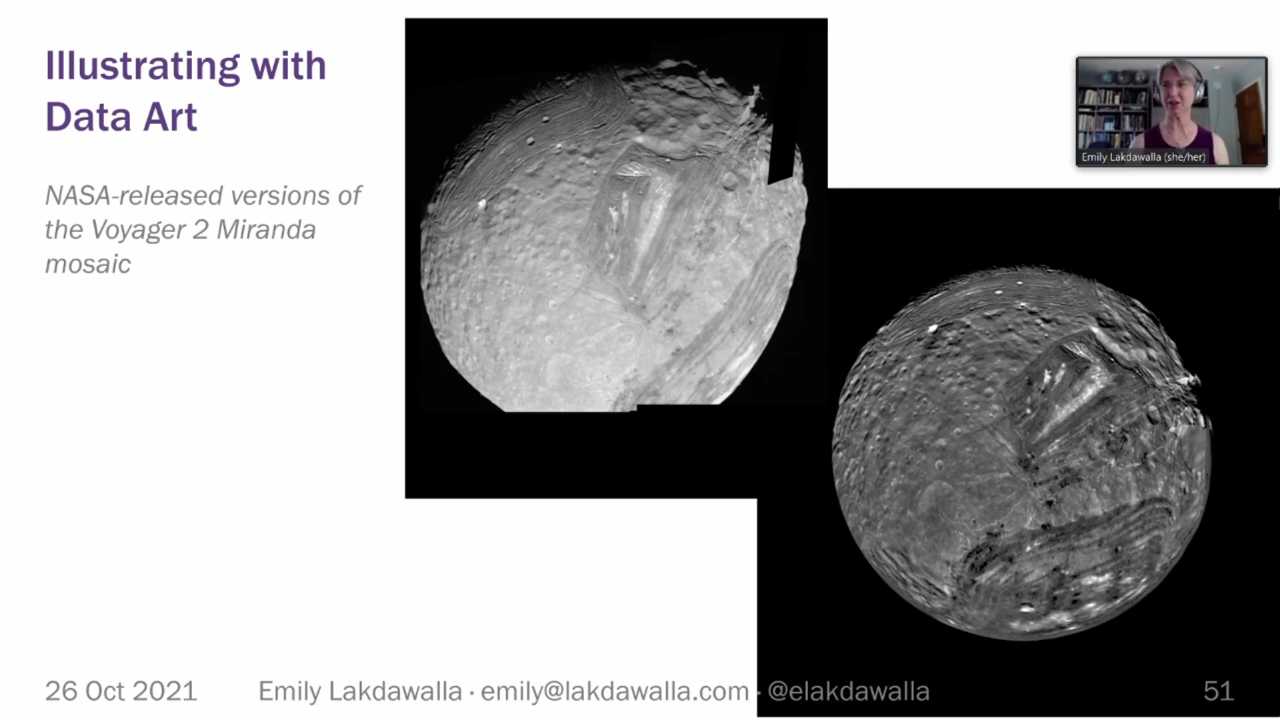 Illustrating with
Data Art
NASA-released versions of
the Voyager 2 Miranda
mosaic
Emily Lakdawalla (she/her)
26 Oct 2021
Emily Lakdawalla · emily@lakdawalla.com · @elakdawalla
51